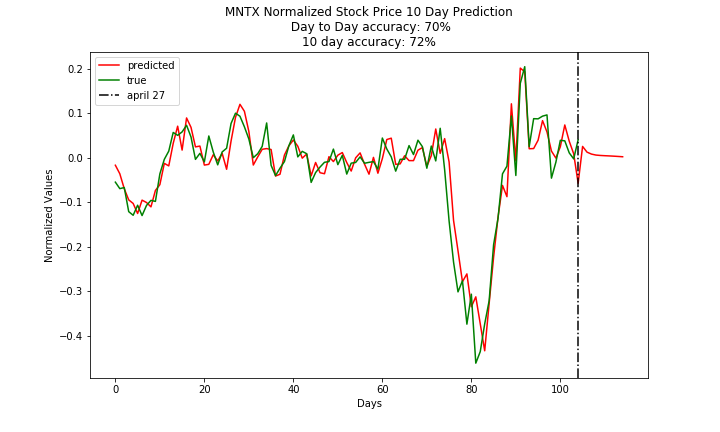 MNTX Normalized Stock Price 10 Day Prediction
Day to Day accuracy: 70%
10 day accuracy: 72%
predicted
true
april 27
Normalized Values
0.2
0.1
0.0
−0.1
−0.2
−0.3
−0.4
0
20
40
60
80
100
Days